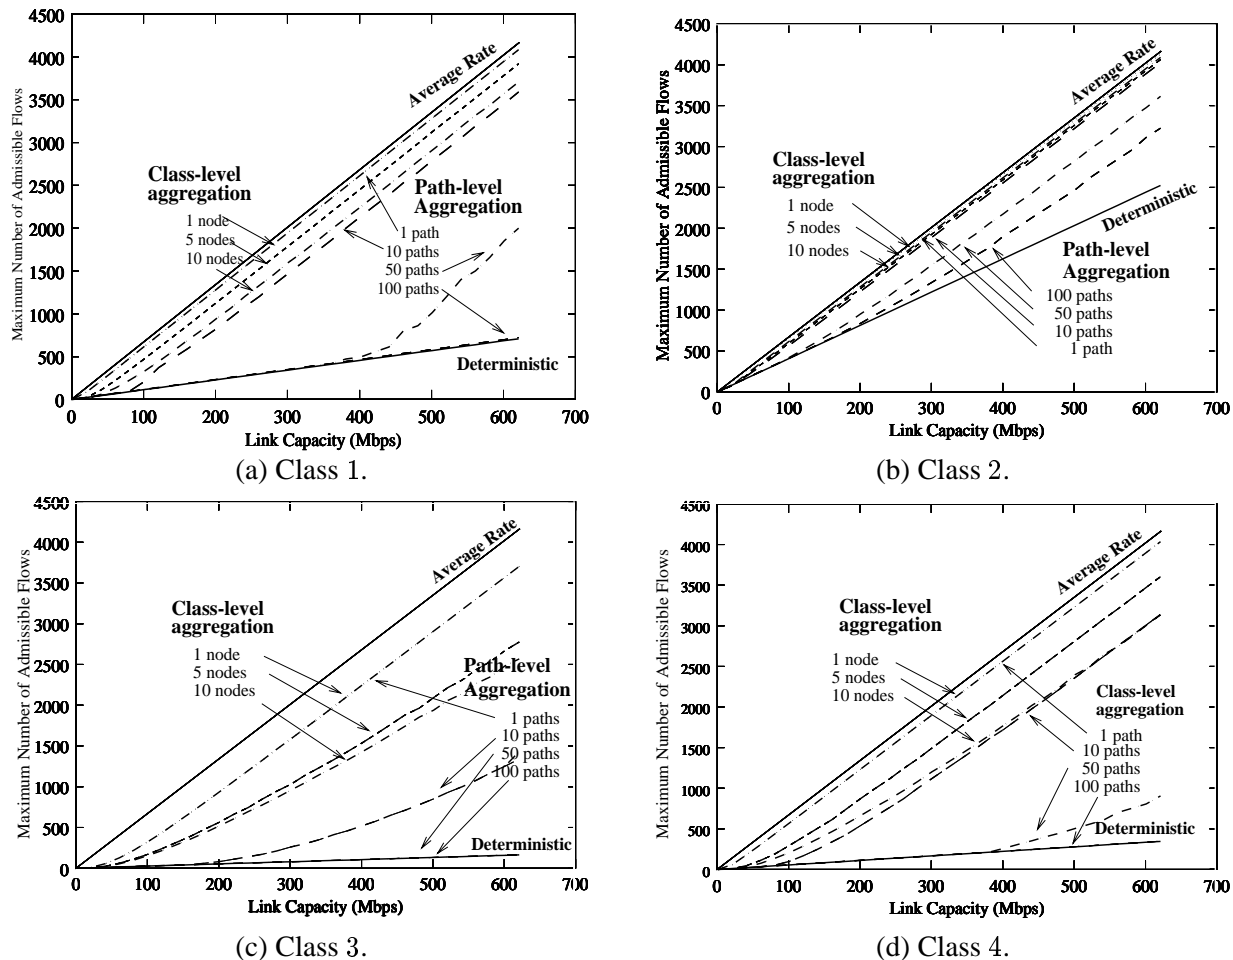 4500
4000
3500
3000
2500
2000
1500
1000
500
0
Maximum Number of Admissible Flows
Average Rate
Class-level
aggregation
1 node
5 nodes
10 nodes
Path-level
Aggregation
1 path
10 paths
50 paths
100 paths
Deterministic
0 100 200 300 400 500 600 700
Link Capacity (Mbps)
(a) Class 1.
4500
4000
3500
3000
2500
2000
1500
1000
500
0
Maximum Number of Admissible Flows
Average Rate
Class-level
aggregation
1 node
5 nodes
10 nodes
Deterministic
Path-level
Aggregation
100 paths
50 paths
10 paths
1 path
0 100 200 300 400 500 600 700
Link Capacity (Mbps)
(b) Class 2.
4500
4000
3500
3000
2500
2000
1500
1000
500
0
Maximum Number of Admissible Flows
Average Rate
Class-level
aggregation
1 node
5 nodes
10 nodes
Path-level
Aggregation
1 paths
10 paths
50 paths
100 paths
Deterministic
0 100 200 300 400 500 600 700
Link Capacity (Mbps)
(c) Class 3.
4500
4000
3500
3000
2500
2000
1500
1000
500
0
Maximum Number of Admissible Flows
Average Rate
Class-level
aggregation
1 node
5 nodes
10 nodes
Class-level
aggregation
1 path
10 paths
50 paths
100 paths
Deterministic
0 100 200 300 400 500 600 700
Link Capacity (Mbps)
(d) Class 4.